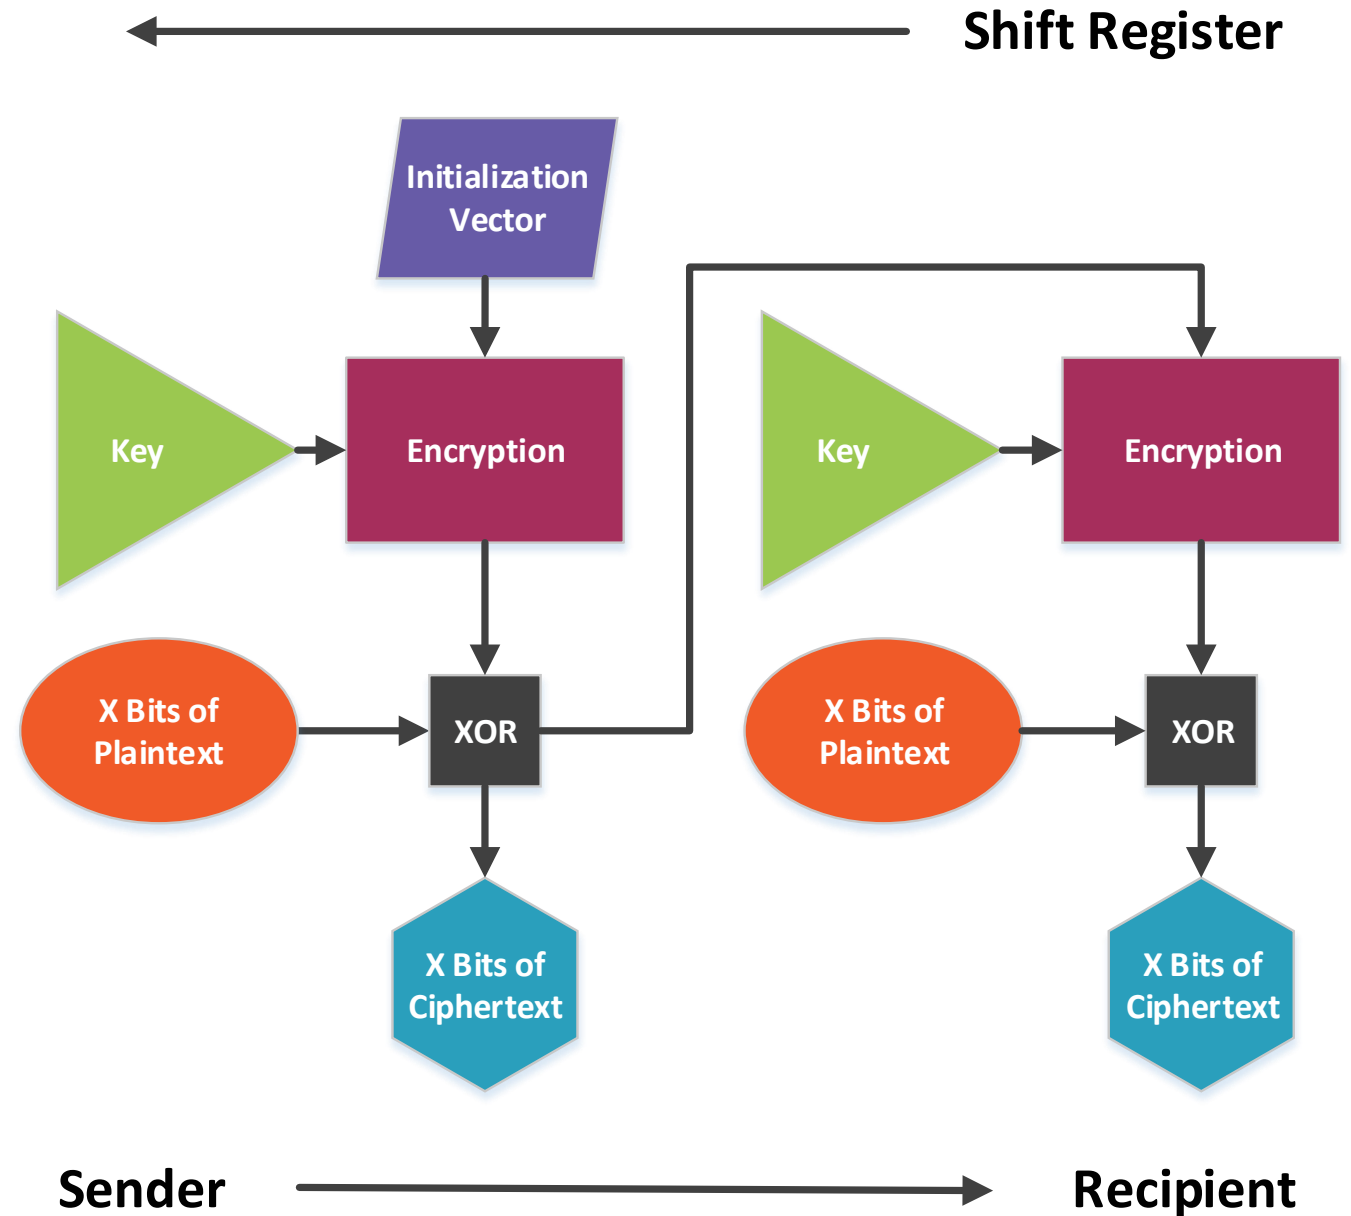 Shift Register
Initialization
Vector
Key
Encryption
Key
Encryption
X Bits of
Plaintext
XOR
X Bits of
Plaintext
XOR
X Bits of
Ciphertext
X Bits of
Ciphertext
Sender
Recipient